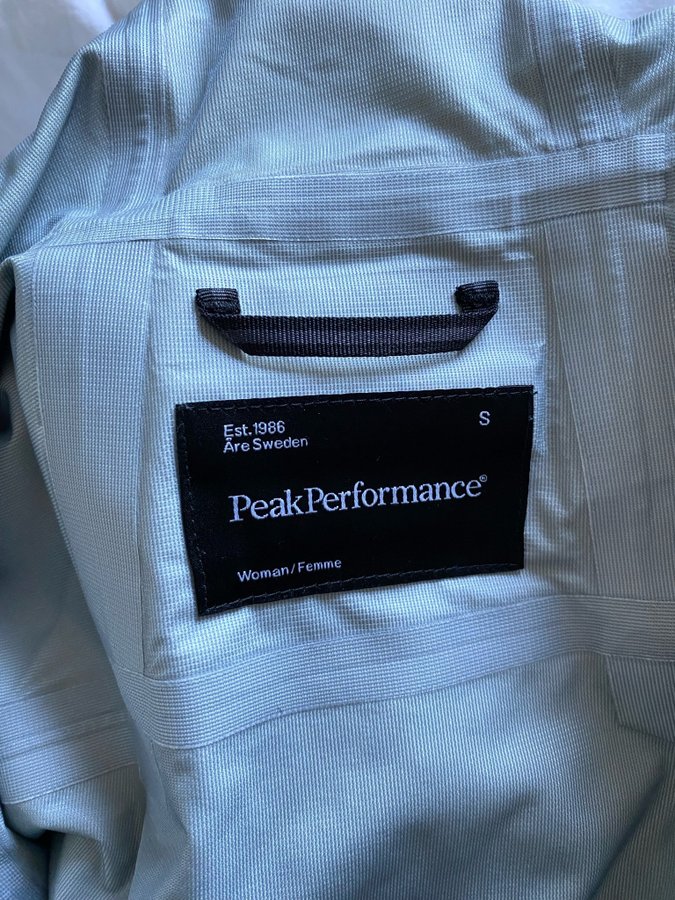 Est.1986
Åre Sweden
S
PeakPerformance®
Woman/Femme